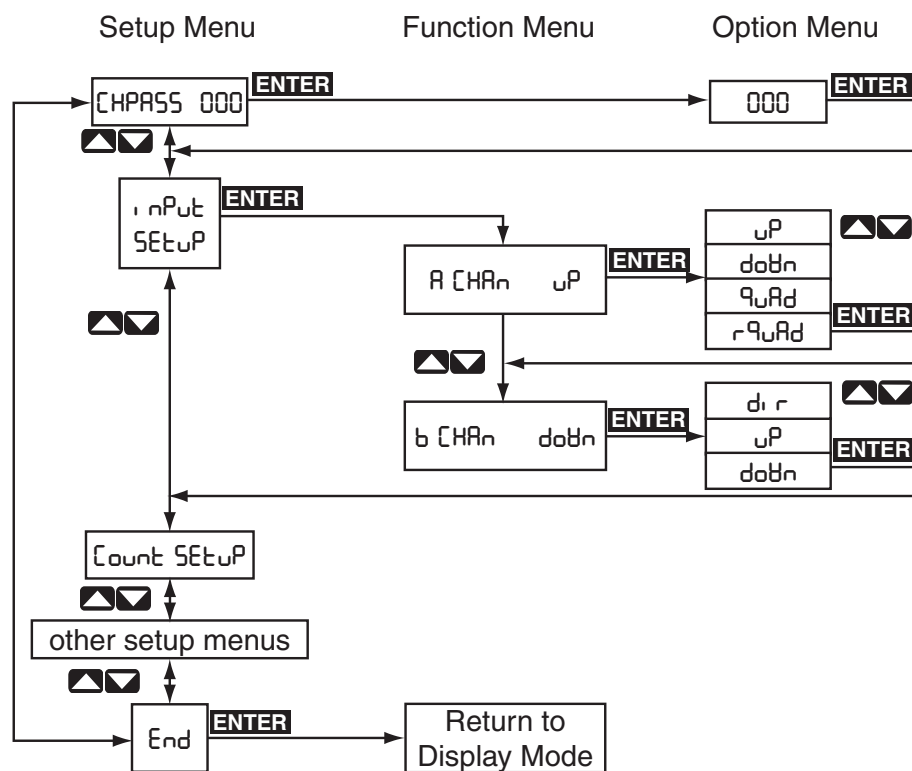 Setup Menu Function Menu Option Menu
CHPASS 000 ENTER 000 ENTER
inPut
SEtuP
ENTER
A CHAn uP ENTER
uP
doWn
quAd
rquAd ENTER
b CHAn doWn ENTER
dir
uP
doWn
ENTER
Count SEtuP
other setup menus
End ENTER
Return to
Display Mode